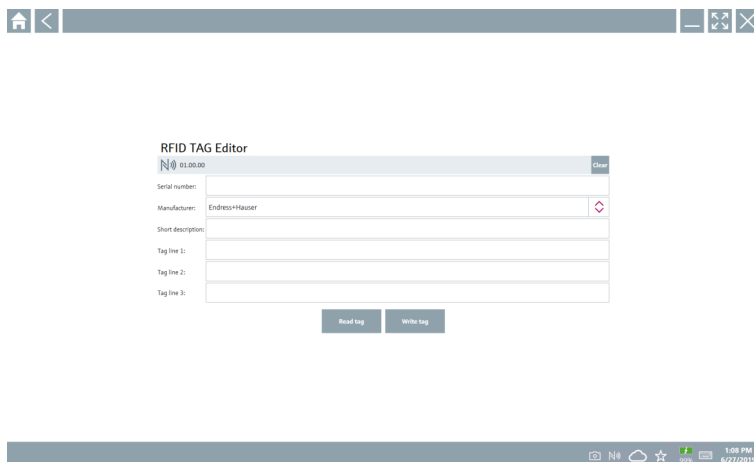 RFID TAG Editor
01.00.00
Clear
Serial number:
Manufacturer: Endress+Hauser
Short description:
Tag line 1:
Tag line 2:
Tag line 3:
Read tag Write tag
99%
1:08 PM